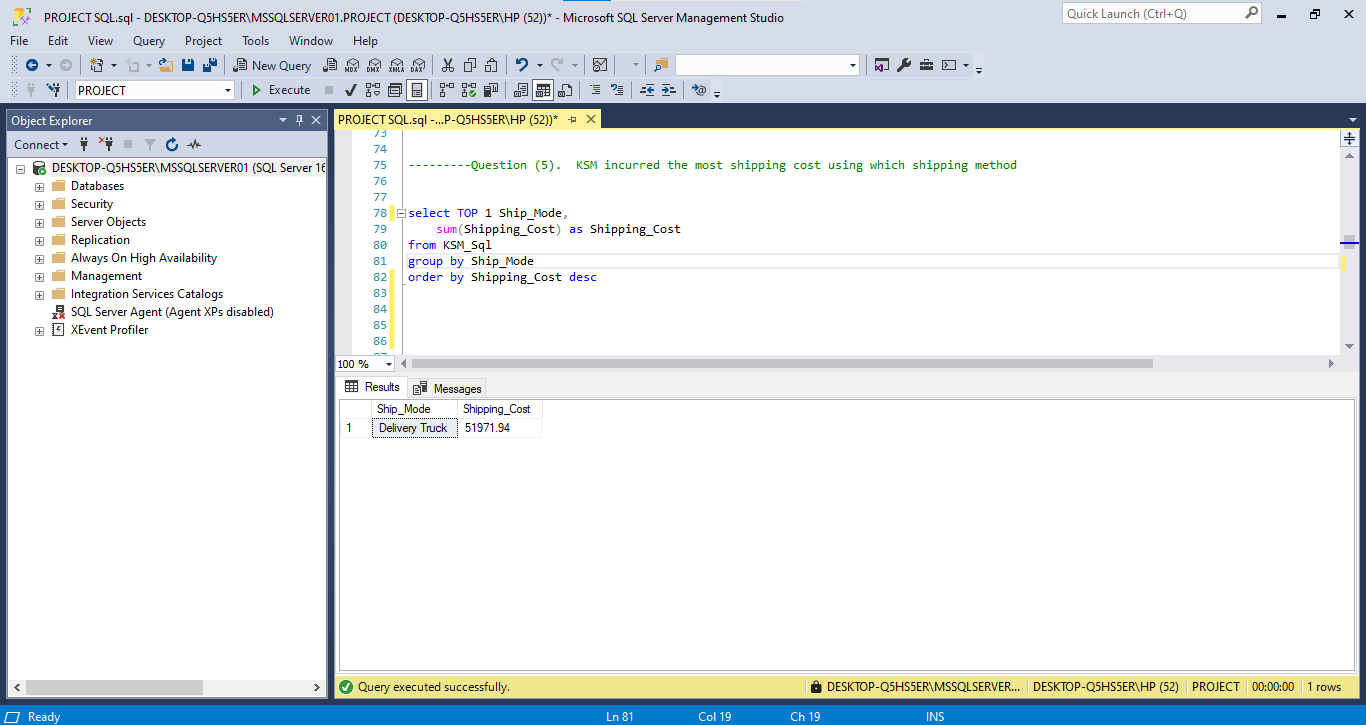 PROJECT SQL.sql - DESKTOP-Q5HS5ER\MSSQLSERVER01.PROJECT (DESKTOP-Q5HS5ER\HP (52))* - Microsoft SQL Server Management Studio
Quick Launch (Ctrl+Q)
File Edit View Query Project Tools Window Help
New Query MDX DMX XMLA DAX
PROJECT Execute
Object Explorer
PROJECT SQL.sql -...P-Q5HS5ER\HP (52))*
Connect
DESKTOP-Q5HS5ER\MSSQLSERVER01 (SQL Server 16
Databases
Security
Server Objects
Replication
Always On High Availability
Management
Integration Services Catalogs
SQL Server Agent (Agent XPs disabled)
XEvent Profiler
73
74
75 ---------Question (5). KSM incurred the most shipping cost using which shipping method
76
77
78 select TOP 1 Ship_Mode,
79 sum(Shipping_Cost) as Shipping_Cost
80 from KSM_Sql
81 group by Ship_Mode
82 order by Shipping_Cost desc
83
84
85
86
100 %
Results Messages
Ship_Mode Shipping_Cost
1 Delivery Truck 51971.94
Query executed successfully. DESKTOP-Q5HS5ER\MSSQLSERVER... DESKTOP-Q5HS5ER\HP (52) PROJECT 00:00:00 1 rows
Ready Ln 81 Col 19 Ch 19 INS